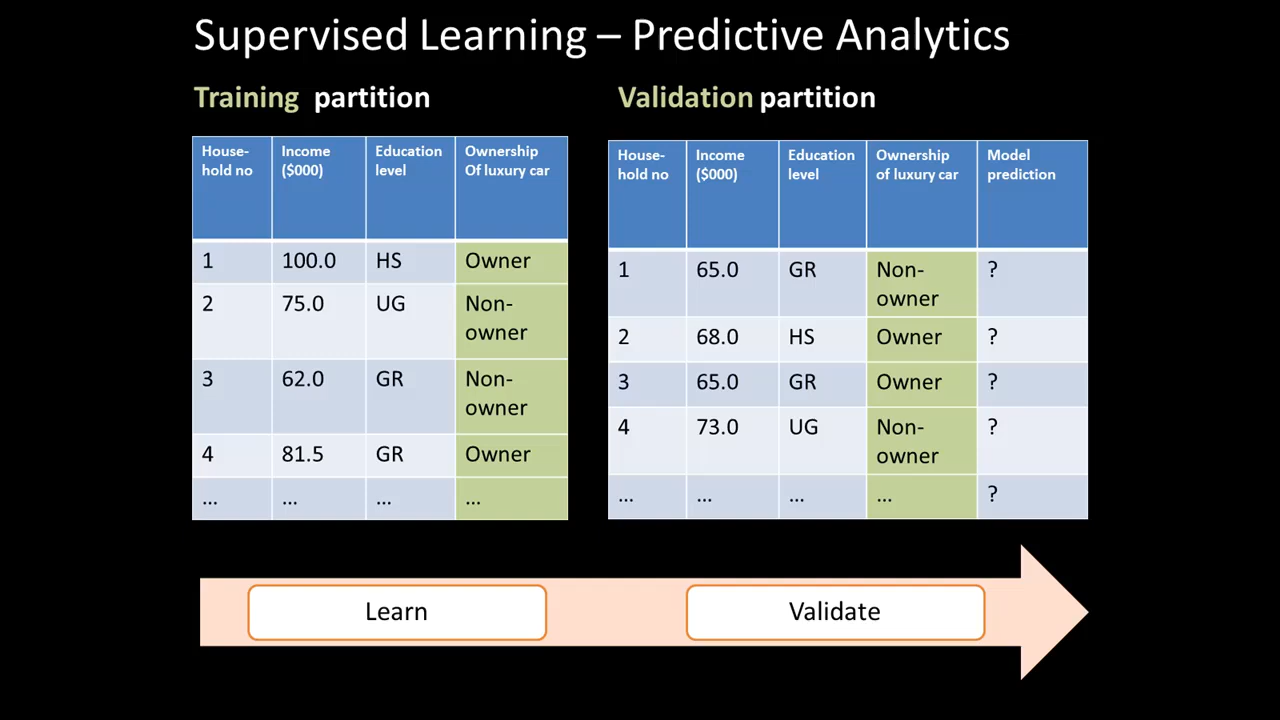 Supervised Learning – Predictive Analytics
Training partition
House-
hold no
Income
($000)
Education
level
Ownership
Of luxury car
1 100.0 HS Owner
2 75.0 UG Non-
owner
3 62.0 GR Non-
owner
4 81.5 GR Owner
... ... ... ...
Validation partition
House-
hold no
Income
($000)
Education
level
Ownership
of luxury car
Model
prediction
1 65.0 GR Non-
owner
?
2 68.0 HS Owner ?
3 65.0 GR Owner ?
4 73.0 UG Non-
owner
?
... ... ... ... ?
Learn
Validate